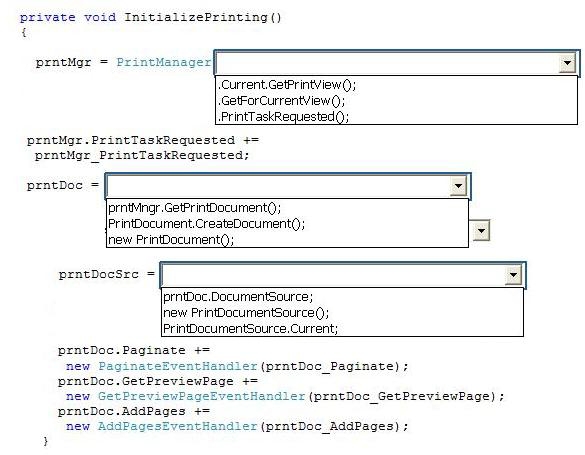 private void InitializePrinting()
{
prntMgr = PrintManager
.Current.GetPrintView();
.GetForCurrentView();
.PrintTaskRequested();
prntMgr.PrintTaskRequested +=
prntMgr_PrintTaskRequested;
prntDoc =
prntMngr.GetPrintDocument();
PrintDocument.CreateDocument();
new PrintDocument();
prntDocSrc =
prntDoc.DocumentSource;
new PrintDocumentSource();
PrintDocumentSource.Current;
prntDoc.Paginate +=
new PaginateEventHandler(prntDoc_Paginate);
prntDoc.GetPreviewPage +=
new GetPreviewPageEventHandler(prntDoc_GetPreviewPage);
prntDoc.AddPages +=
new AddPagesEventHandler(prntDoc_AddPages);
}